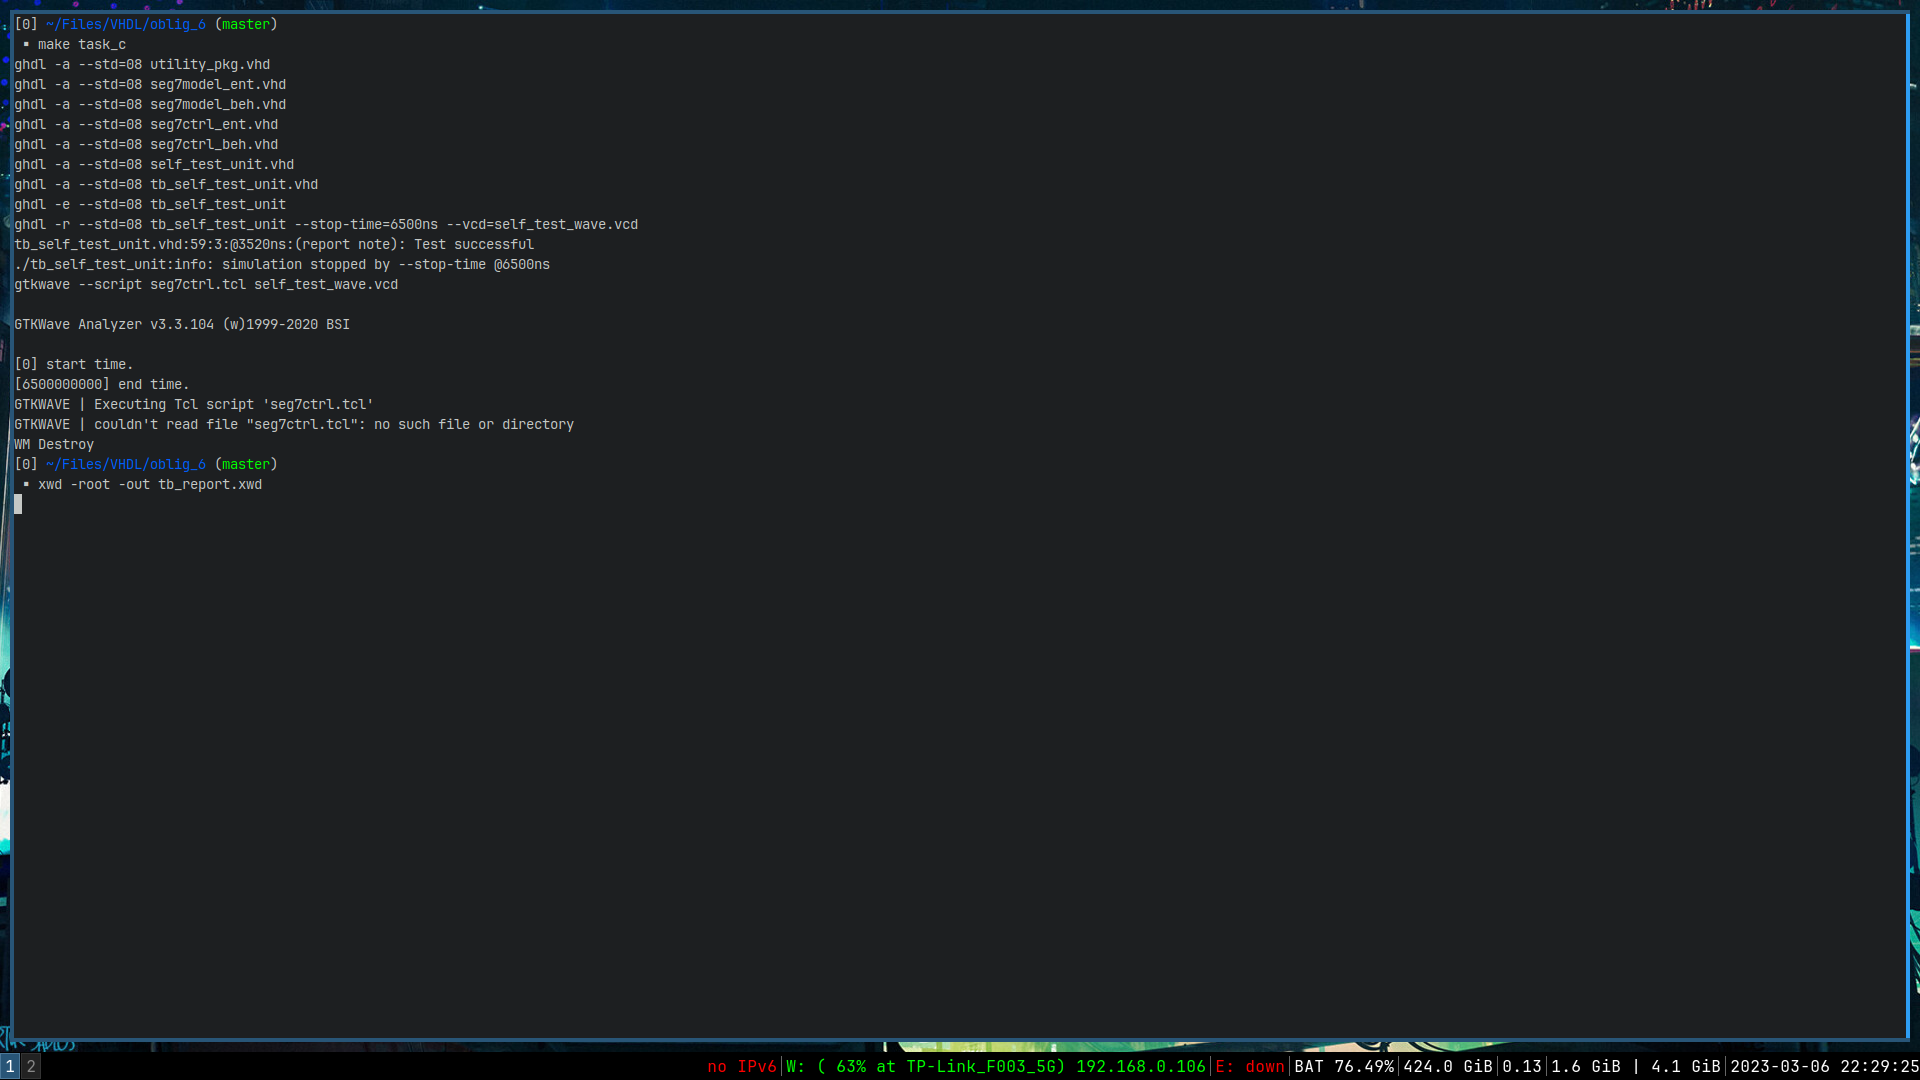 [0] ~/Files/VHDL/oblig_6 (master)
▪ make task_c
ghdl -a --std=08 utility_pkg.vhd
ghdl -a --std=08 seg7model_ent.vhd
ghdl -a --std=08 seg7model_beh.vhd
ghdl -a --std=08 seg7ctrl_ent.vhd
ghdl -a --std=08 seg7ctrl_beh.vhd
ghdl -a --std=08 self_test_unit.vhd
ghdl -a --std=08 tb_self_test_unit.vhd
ghdl -e --std=08 tb_self_test_unit
ghdl -r --std=08 tb_self_test_unit --stop-time=6500ns --vcd=self_test_wave.vcd
tb_self_test_unit.vhd:59:3:@3520ns:(report note): Test successful
./tb_self_test_unit:info: simulation stopped by --stop-time @6500ns
gtkwave --script seg7ctrl.tcl self_test_wave.vcd
GTKWave Analyzer v3.3.104 (w)1999-2020 BSI
[0] start time.
[6500000000] end time.
GTKWAVE | Executing Tcl script 'seg7ctrl.tcl'
GTKWAVE | couldn't read file "seg7ctrl.tcl": no such file or directory
WM Destroy
[0] ~/Files/VHDL/oblig_6 (master)
▪ xwd -root -out tb_report.xwd
1 2 no IPv6|W: ( 63% at TP-Link_F003_5G) 192.168.0.106|E: down|BAT 76.49%|424.0 GiB|0.13|1.6 GiB | 4.1 GiB|2023-03-06 22:29:25